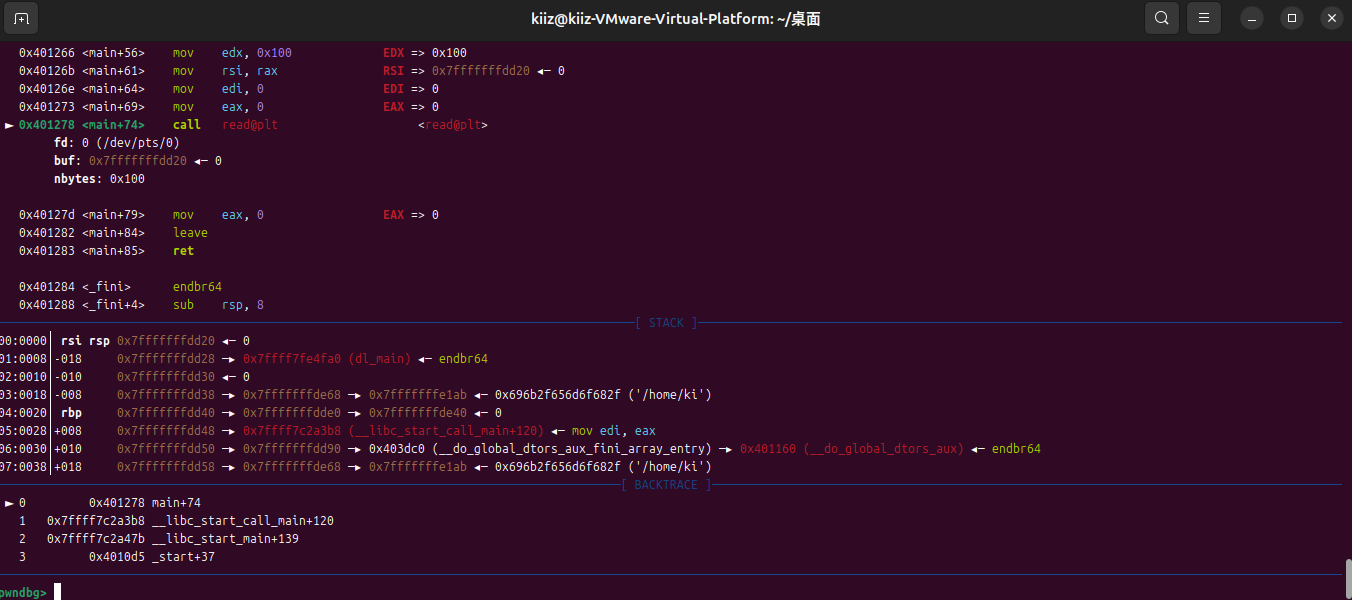 kiiz@kiiz-VMware-Virtual-Platform: ~/桌面
0x401266 <main+56> mov edx, 0x100 EDX => 0x100
0x40126b <main+61> mov rsi, rax RSI => 0x7fffffffdd20 ◂— 0
0x40126e <main+64> mov edi, 0 EDI => 0
0x401273 <main+69> mov eax, 0 EAX => 0
► 0x401278 <main+74> call read@plt <read@plt>
fd: 0 (/dev/pts/0)
buf: 0x7fffffffdd20 ◂— 0
nbytes: 0x100
0x40127d <main+79> mov eax, 0 EAX => 0
0x401282 <main+84> leave
0x401283 <main+85> ret
0x401284 <_fini> endbr64
0x401288 <_fini+4> sub rsp, 8
[ STACK ]
00:0000│ rsi rsp 0x7fffffffdd20 ◂— 0
01:0008│-018 0x7fffffffdd28 —▸ 0x7ffff7fe4fa0 (dl_main) ◂— endbr64
02:0010│-010 0x7fffffffdd30 ◂— 0
03:0018│-008 0x7fffffffdd38 —▸ 0x7fffffffde68 —▸ 0x7fffffffe1ab ◂— 0x696b2f656d6f682f ('/home/ki')
04:0020│ rbp 0x7fffffffdd40 —▸ 0x7fffffffdde0 —▸ 0x7fffffffde40 ◂— 0
05:0028│+008 0x7fffffffdd48 —▸ 0x7ffff7c2a3b8 (__libc_start_call_main+120) ◂— mov edi, eax
06:0030│+010 0x7fffffffdd50 —▸ 0x7fffffffdd90 —▸ 0x403dc0 (__do_global_dtors_aux_fini_array_entry) —▸ 0x401160 (__do_global_dtors_aux) ◂— endbr64
07:0038│+018 0x7fffffffdd58 —▸ 0x7fffffffde68 —▸ 0x7fffffffe1ab ◂— 0x696b2f656d6f682f ('/home/ki')
[ BACKTRACE ]
► 0 0x401278 main+74
1 0x7ffff7c2a3b8 __libc_start_call_main+120
2 0x7ffff7c2a47b __libc_start_main+139
3 0x4010d5 _start+37
pwndbg>